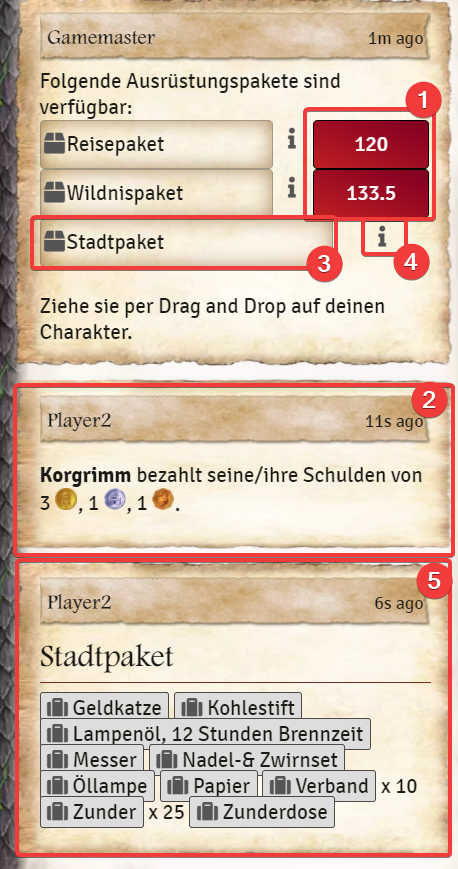 Gamemaster 1m ago
Folgende Ausrüstungspakete sind
verfügbar:
1
Reisepaket i 120
Wildnispaket i 133.5
Stadtpaket i
3 4
Ziehe sie per Drag and Drop auf deinen
Charakter.
2
Player2 11s ago
Korgrimm bezahlt seine/ihre Schulden von
3 , 1 , 1 .
5
Player2 6s ago
Stadtpaket
Geldkatze Kohlestift
Lampenöl, 12 Stunden Brennzeit
Messer Nadel-& Zwirnset
Öllampe Papier Verband x 10
Zunder x 25 Zunderdose